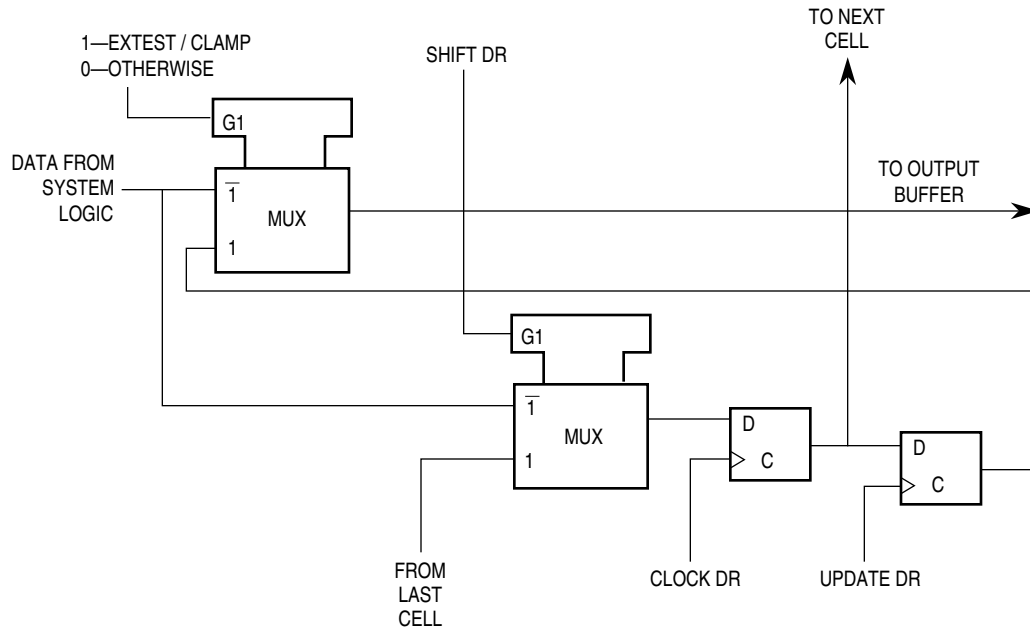 1—EXTEST / CLAMP
0—OTHERWISE
SHIFT DR
TO NEXT
CELL
G1
DATA FROM
SYSTEM
LOGIC
1
MUX
1
TO OUTPUT
BUFFER
G1
1
MUX
1
D
C
D
C
FROM
LAST
CELL
CLOCK DR
UPDATE DR